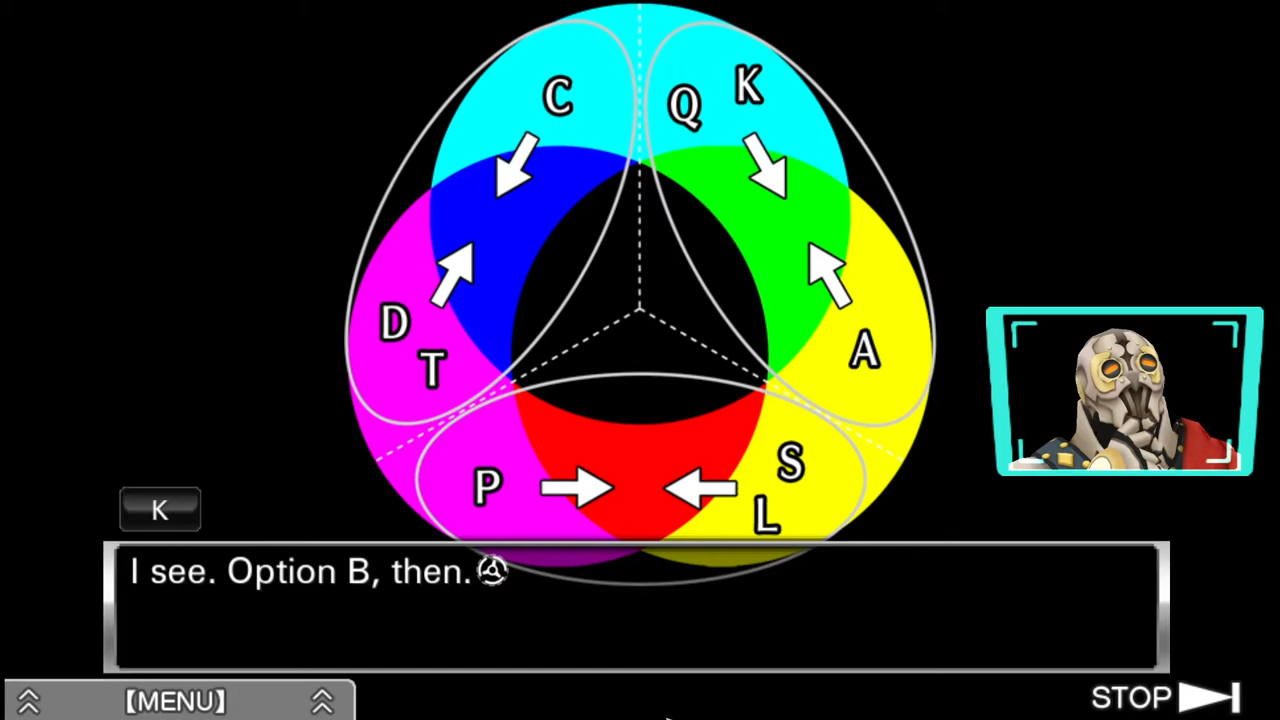 C
Q K
D
T
A
P
S
L
K
I see. Option B, then.
【MENU】
STOP